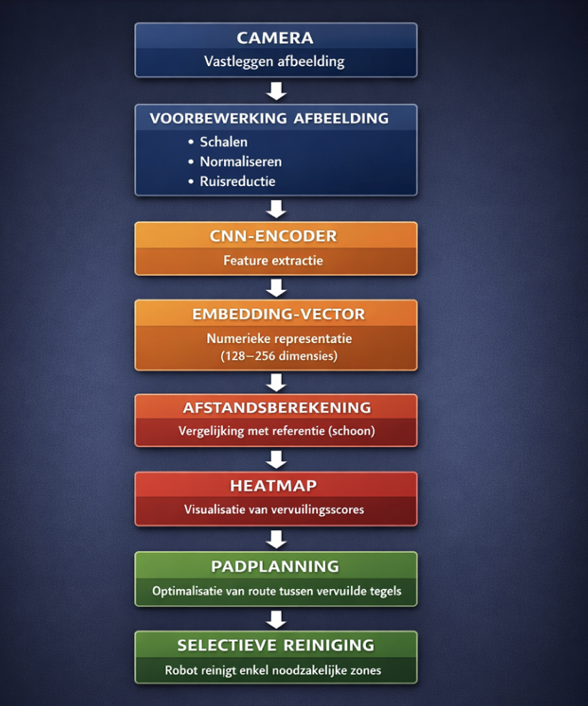 CAMERA
Vastleggen afbeelding
VOORBEWERKING AFBEELDING
• Schalen
• Normaliseren
• Ruisreductie
CNN-ENCODER
Feature extractie
EMBEDDING-VECTOR
Numerieke representatie
(128–256 dimensies)
AFSTANDSBEREKENING
Vergelijking met referentie (schoon)
HEATMAP
Visualisatie van vervuilingsscores
PADPLANNING
Optimalisatie van route tussen vervuilde tegels
SELECTIEVE REINIGING
Robot reinigt enkel noodzakelijke zones